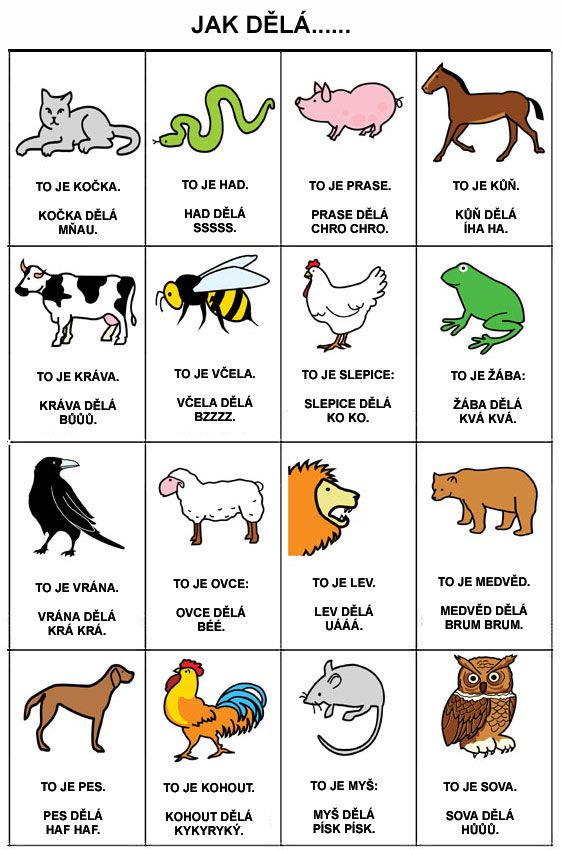 JAK DĚLÁ......
TO JE KOČKA.
KOČKA DĚLÁ
MŇAU.
TO JE HAD.
HAD DĚLÁ
SSSSS.
TO JE PRASE.
PRASE DĚLÁ
CHRO CHRO.
TO JE KŮŇ.
KŮŇ DĚLÁ
ÍHA HA.
TO JE KRÁVA.
KRÁVA DĚLÁ
BŮŮŮ.
TO JE VČELA.
VČELA DĚLÁ
BZZZZ.
TO JE SLEPICE:
SLEPICE DĚLÁ
KO KO.
TO JE ŽÁBA:
ŽÁBA DĚLÁ
KVÁ KVÁ.
TO JE VRÁNA.
VRÁNA DĚLÁ
KRÁ KRÁ.
TO JE OVCE:
OVCE DĚLÁ
BÉÉ.
TO JE LEV.
LEV DĚLÁ
UÁÁÁ.
TO JE MEDVĚD.
MEDVĚD DĚLÁ
BRUM BRUM.
TO JE PES.
PES DĚLÁ
HAF HAF.
TO JE KOHOUT.
KOHOUT DĚLÁ
KYKYRYKÝ.
TO JE MYŠ:
MYŠ DĚLÁ
PÍSK PÍSK.
TO JE SOVA.
SOVA DĚLÁ
HŮŮŮ.